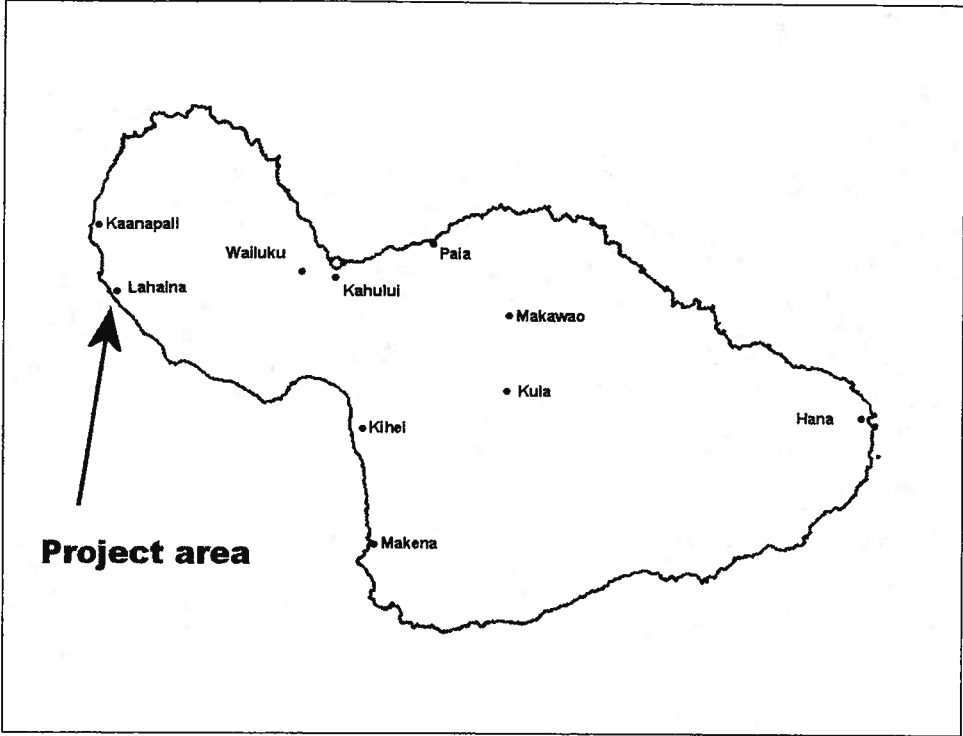 Kaanapali
Wailuku
Paia
Lahaina
Kahului
Makawao
Kula
Hana
Kihei
Makena
Project area